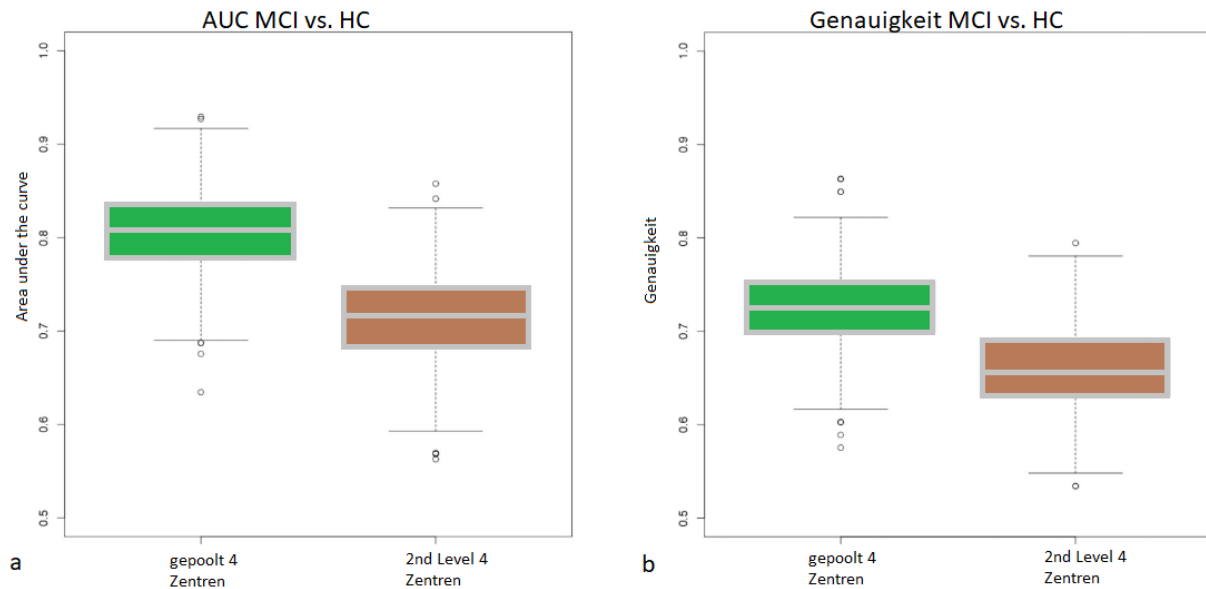 AUC MCI vs. HC
Area under the curve
1.0
0.9
0.8
0.7
0.6
0.5
gepoolt 4
Zentren
2nd Level 4
Zentren
a
Genauigkeit MCI vs. HC
Genauigkeit
1.0
0.9
0.8
0.7
0.6
0.5
gepoolt 4
Zentren
2nd Level 4
Zentren
b